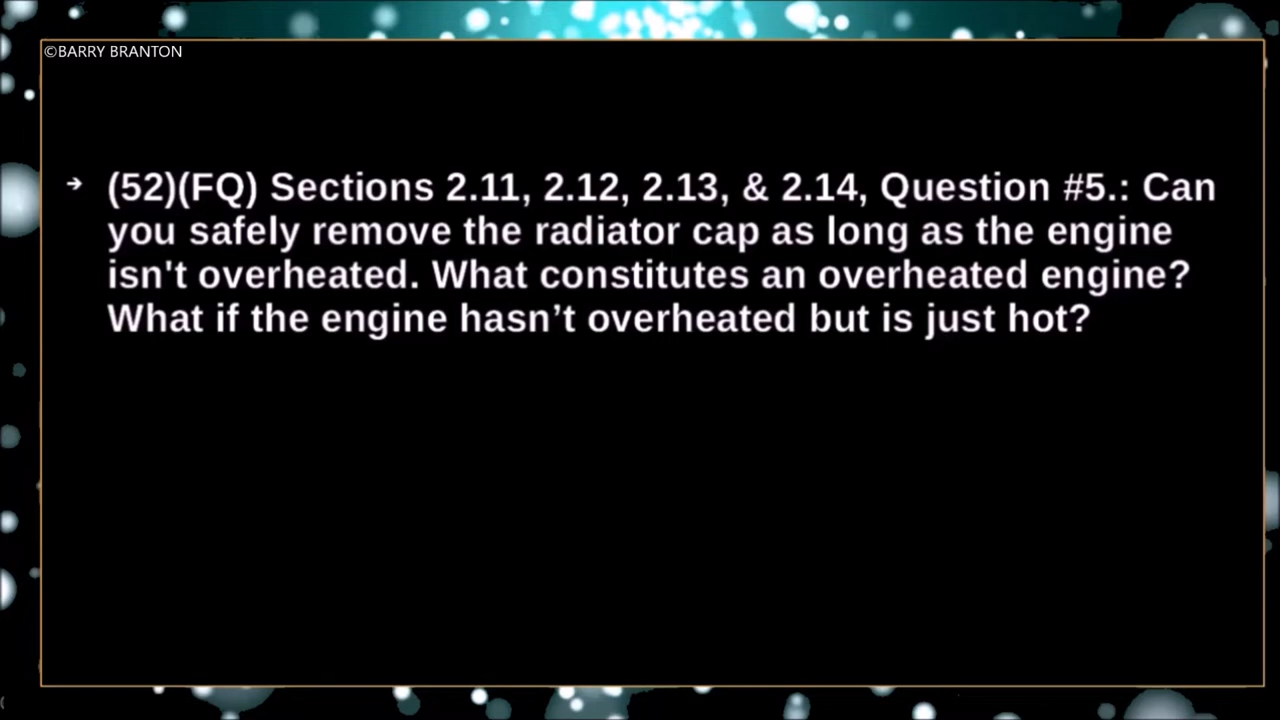 ©BARRY BRANTON
→ (52)(FQ) Sections 2.11, 2.12, 2.13, & 2.14, Question #5.: Can
you safely remove the radiator cap as long as the engine
isn't overheated. What constitutes an overheated engine?
What if the engine hasn’t overheated but is just hot?